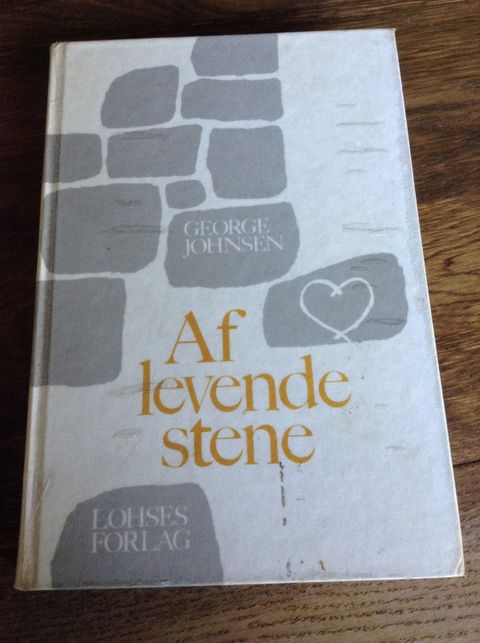 GEORGE
JOHNSEN
Af
levende
stene
LOHSES
FORLAG